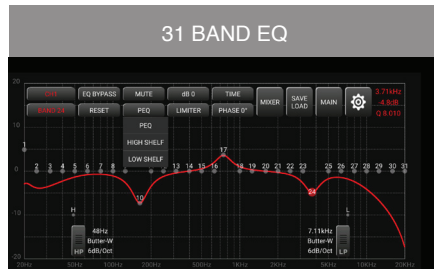 31 BAND EQ
20
CH1 EQ BYPASS MUTE dB 0 TIME MIXER SAVE LOAD MAIN 3.71kHz
-4.8dB
BAND 24 RESET PEQ LIMITER PHASE 0° Q 8.010
10
PEQ
HIGH SHELF
LOW SHELF
1 2 3 4 5 6 7 8 13 14 15 16 17 18 19 20 21 22 23 25 26 27 28 29 30 31
0
10 24
-10
H L
48Hz 7.11kHz
Butter-W Butter-W
HP 6dB/Oct 6dB/Oct LP
-20
20Hz 50Hz 100Hz 200Hz 500Hz 1KHz 2KHz 5KHz 10KHz 20KHz